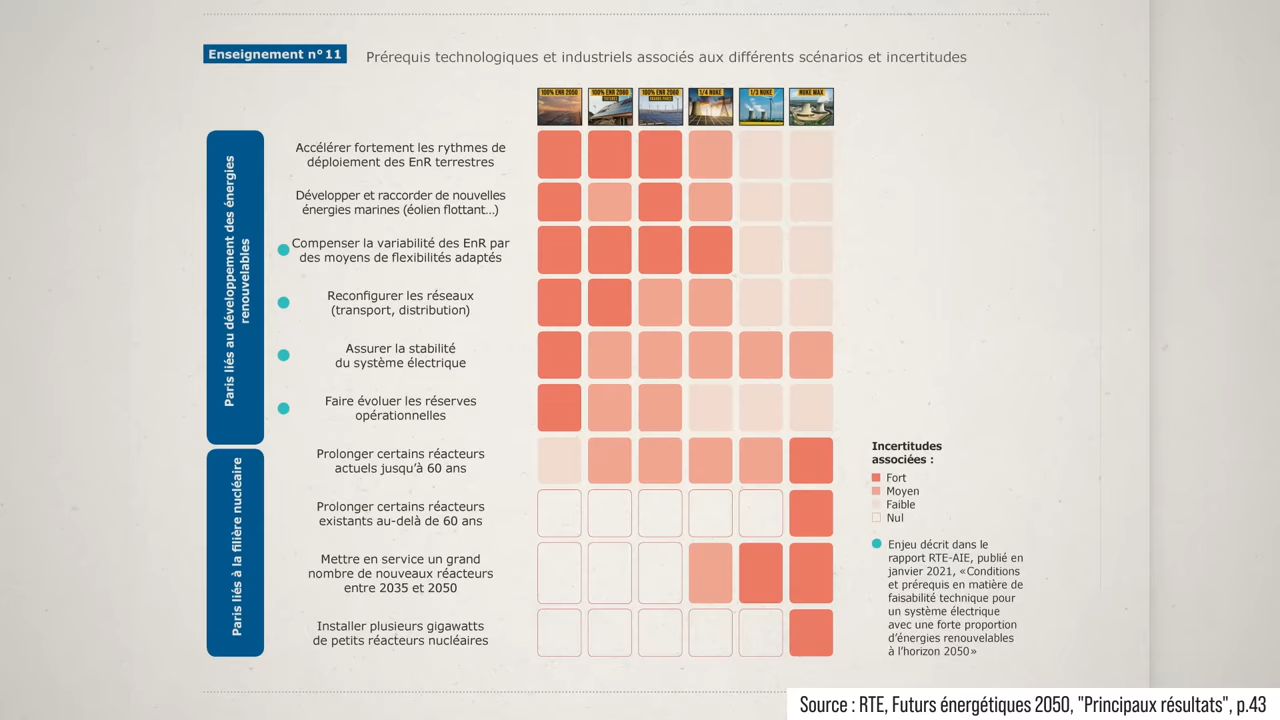 Enseignement n°11
Prérequis technologiques et industriels associés aux différents scénarios et incertitudes
100% ENR 2050
100% ENR 2060
TOITURES
100% ENR 2060
GRANDS PARCS
1/4 NUKE
1/3 NUKE
NUKE MAX
Paris liés au développement des énergies
renouvelables
Accélérer fortement les rythmes de
déploiement des EnR terrestres
Développer et raccorder de nouvelles
énergies marines (éolien flottant…)
Compenser la variabilité des EnR par
des moyens de flexibilités adaptés
Reconfigurer les réseaux
(transport, distribution)
Assurer la stabilité
du système électrique
Faire évoluer les réserves
opérationnelles
Paris liés à la filière nucléaire
Prolonger certains réacteurs
actuels jusqu’à 60 ans
Prolonger certains réacteurs
existants au-delà de 60 ans
Mettre en service un grand
nombre de nouveaux réacteurs
entre 2035 et 2050
Installer plusieurs gigawatts
de petits réacteurs nucléaires
Incertitudes
associées :
Fort
Moyen
Faible
Nul
Enjeu décrit dans le
rapport RTE-AIE, publié en
janvier 2021, «Conditions
et prérequis en matière de
faisabilité technique pour
un système électrique
avec une forte proportion
d’énergies renouvelables
à l’horizon 2050»
Source : RTE, Futurs énergétiques 2050, "Principaux résultats", p.43